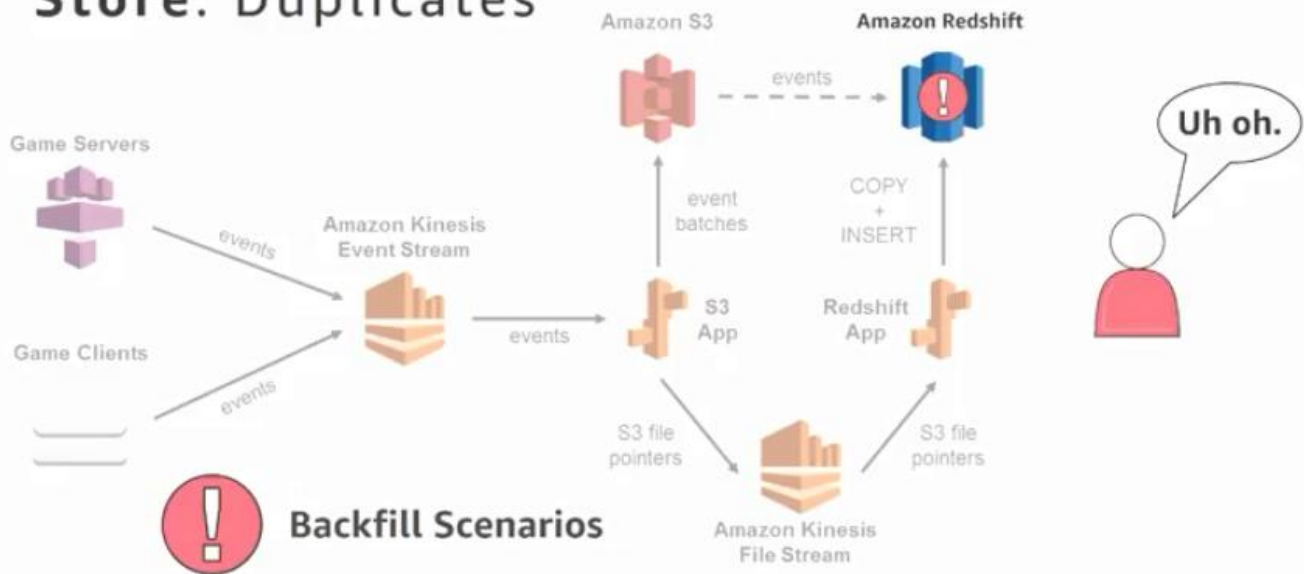 Store: Duplicates
Amazon S3
Amazon Redshift
events
Uh oh.
Game Servers
events
Amazon Kinesis
Event Stream
event
batches
COPY
+
INSERT
events
S3
App
Redshift
App
Game Clients
events
S3 file
pointers
S3 file
pointers
Backfill Scenarios
Amazon Kinesis
File Stream